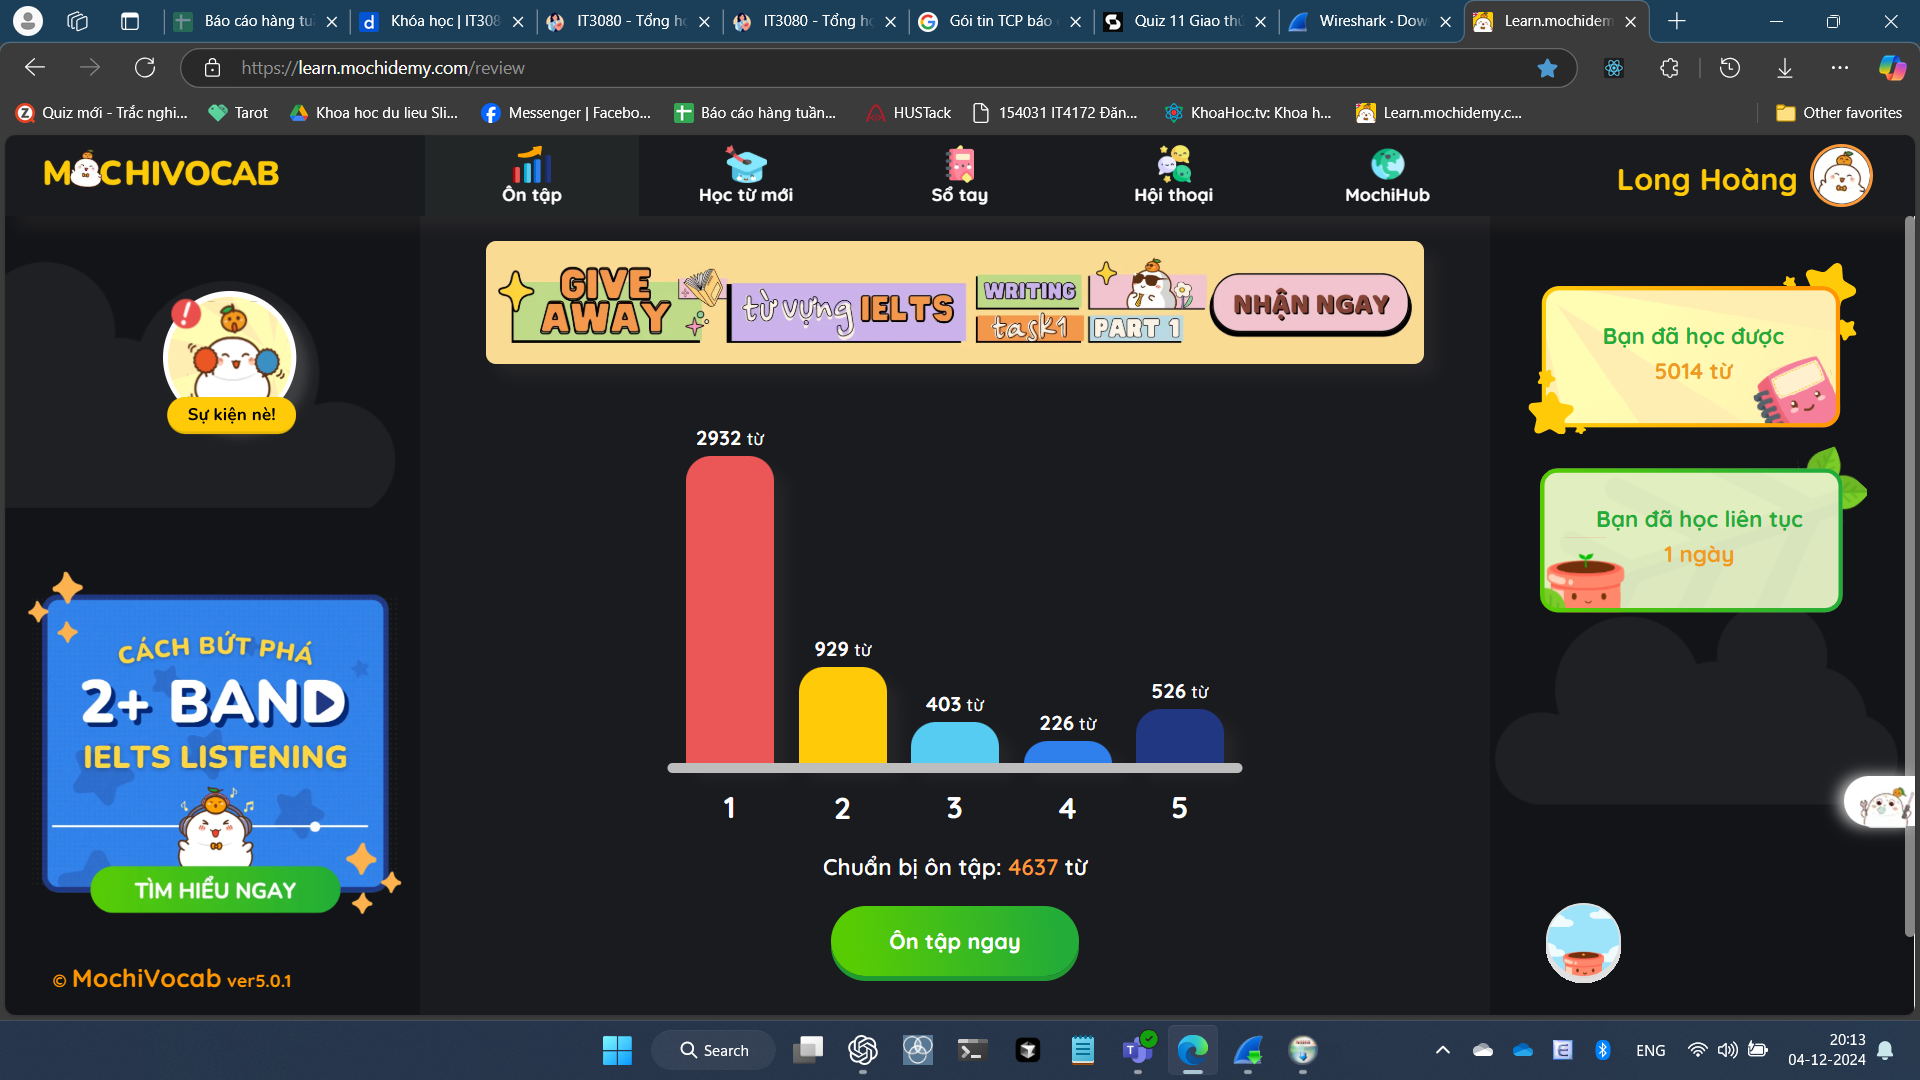 Báo cáo hàng tu
Khóa học | IT308
IT3080 - Tổng h
IT3080 - Tổng h
Gói tin TCP báo
Quiz 11 Giao th
Wireshark · Dow
Learn.mochidem
https://learn.mochidemy.com/review
Quiz mới - Trắc nghi...
Tarot
Khoa hoc du lieu Sli...
Messenger | Facebo...
Báo cáo hàng tuần...
HUSTack
154031 IT4172 Đăn...
KhoaHoc.tv: Khoa h...
Learn.mochidemy.c...
Other favorites
MOCHIVOCAB
Ôn tập
Học từ mới
Sổ tay
Hội thoại
MochiHub
Long Hoàng
GIVE AWAY
từ vựng IELTS
WRITING
task1
PART 1
NHẬN NGAY
Sự kiện nè!
Bạn đã học được
5014 từ
Bạn đã học liên tục
1 ngày
2932 từ
929 từ
403 từ
226 từ
526 từ
1 2 3 4 5
Chuẩn bị ôn tập: 4637 từ
Ôn tập ngay
CÁCH BỨT PHÁ
2+ BAND
IELTS LISTENING
TÌM HIỂU NGAY
© MochiVocab ver5.0.1
Search
ENG
20:13
04-12-2024